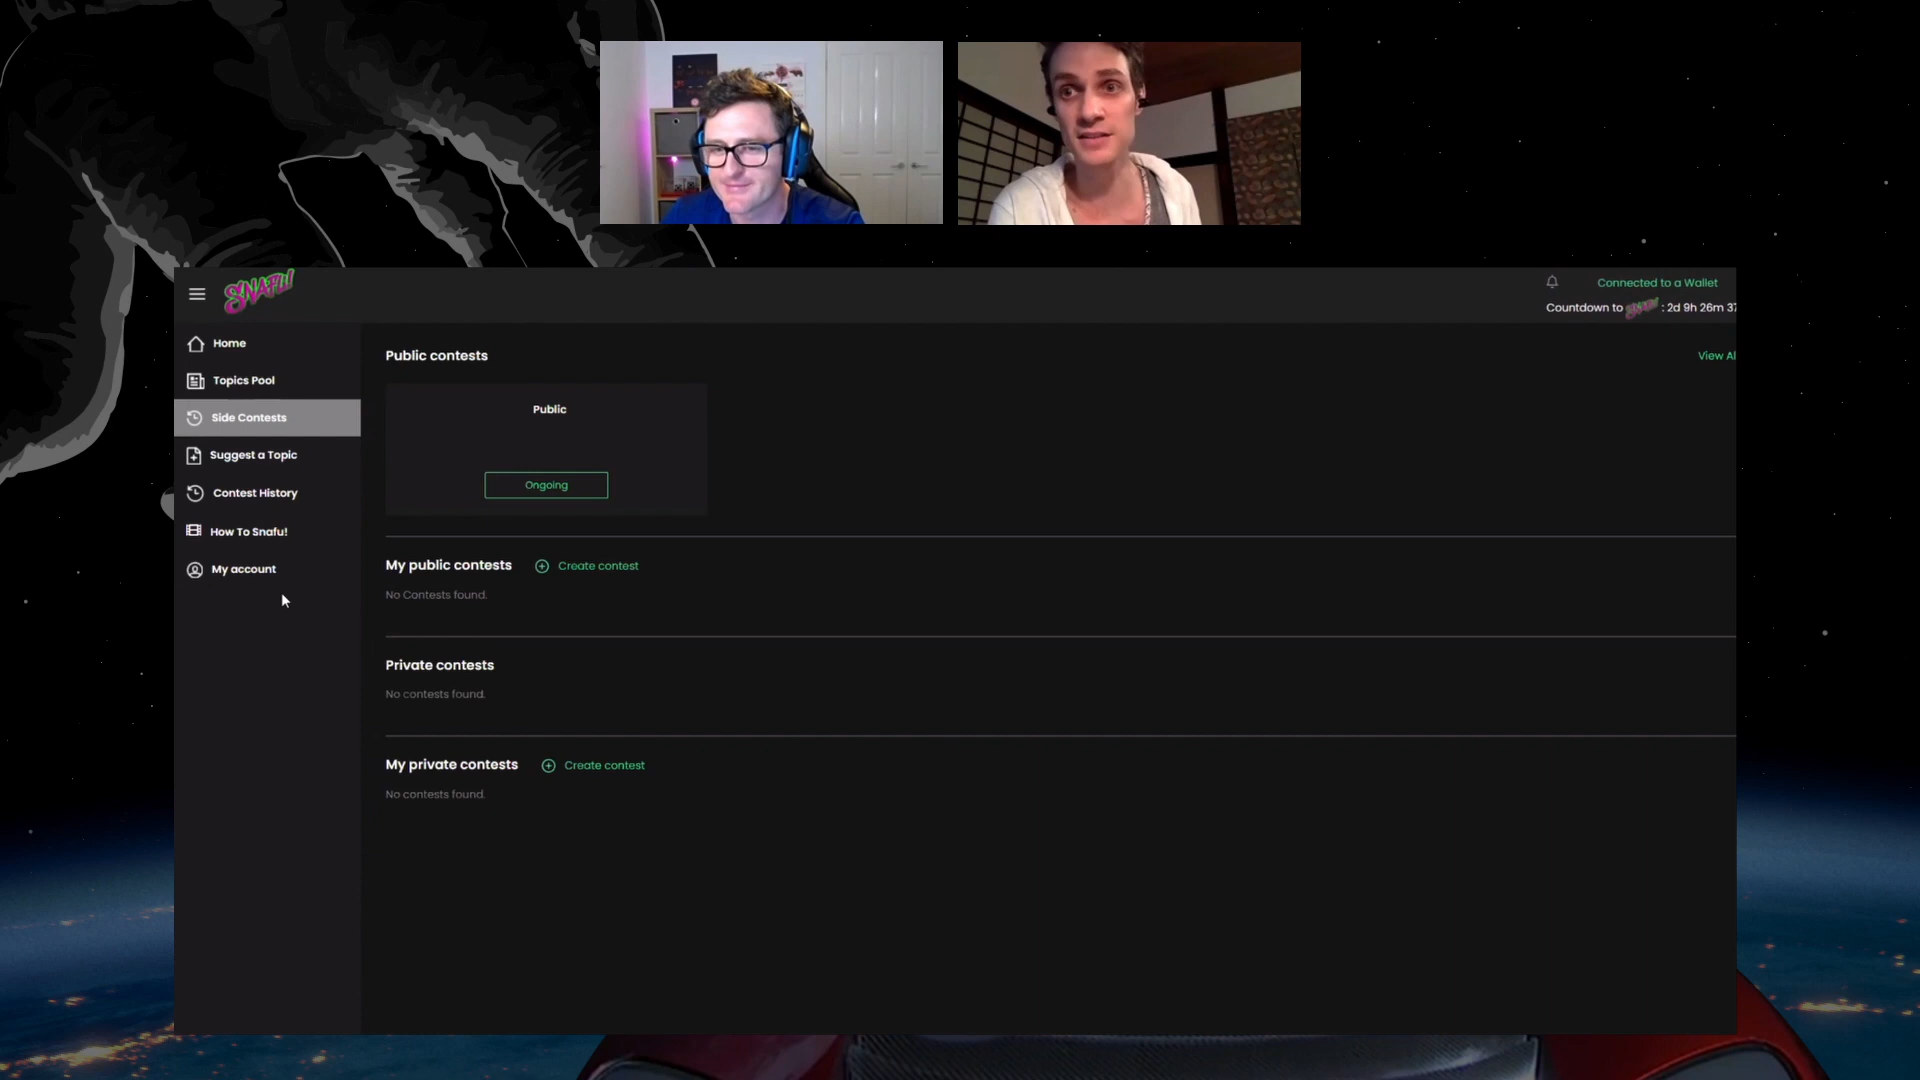 SNAFU!
Connected to a Wallet
Countdown to SNAFU! : 2d 9h 26m 37
Home
Topics Pool
Side Contests
Suggest a Topic
Contest History
How To Snafu!
My account
Public contests
View Al
Public
Ongoing
My public contests
Create contest
No Contests found.
Private contests
No contests found.
My private contests
Create contest
No contests found.